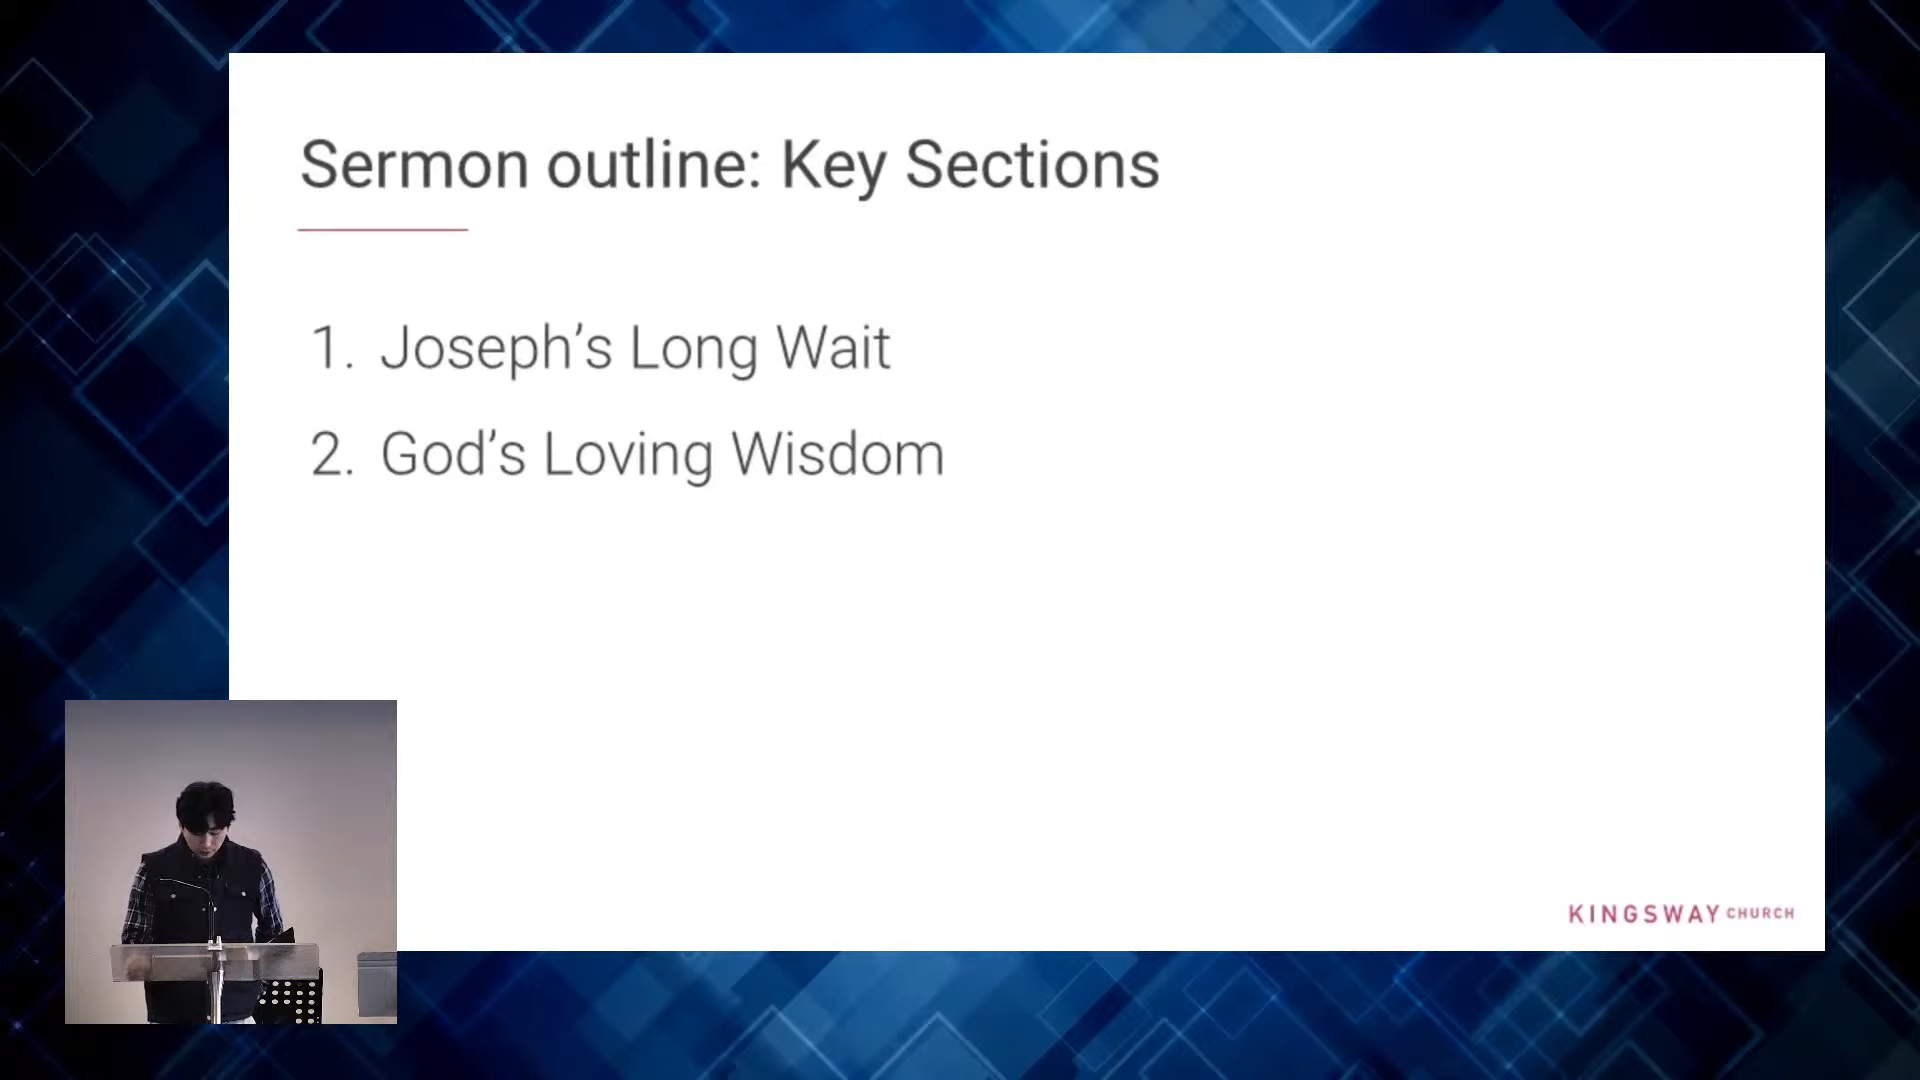 Sermon outline: Key Sections
1. Joseph’s Long Wait
2. God’s Loving Wisdom
KINGSWAY CHURCH